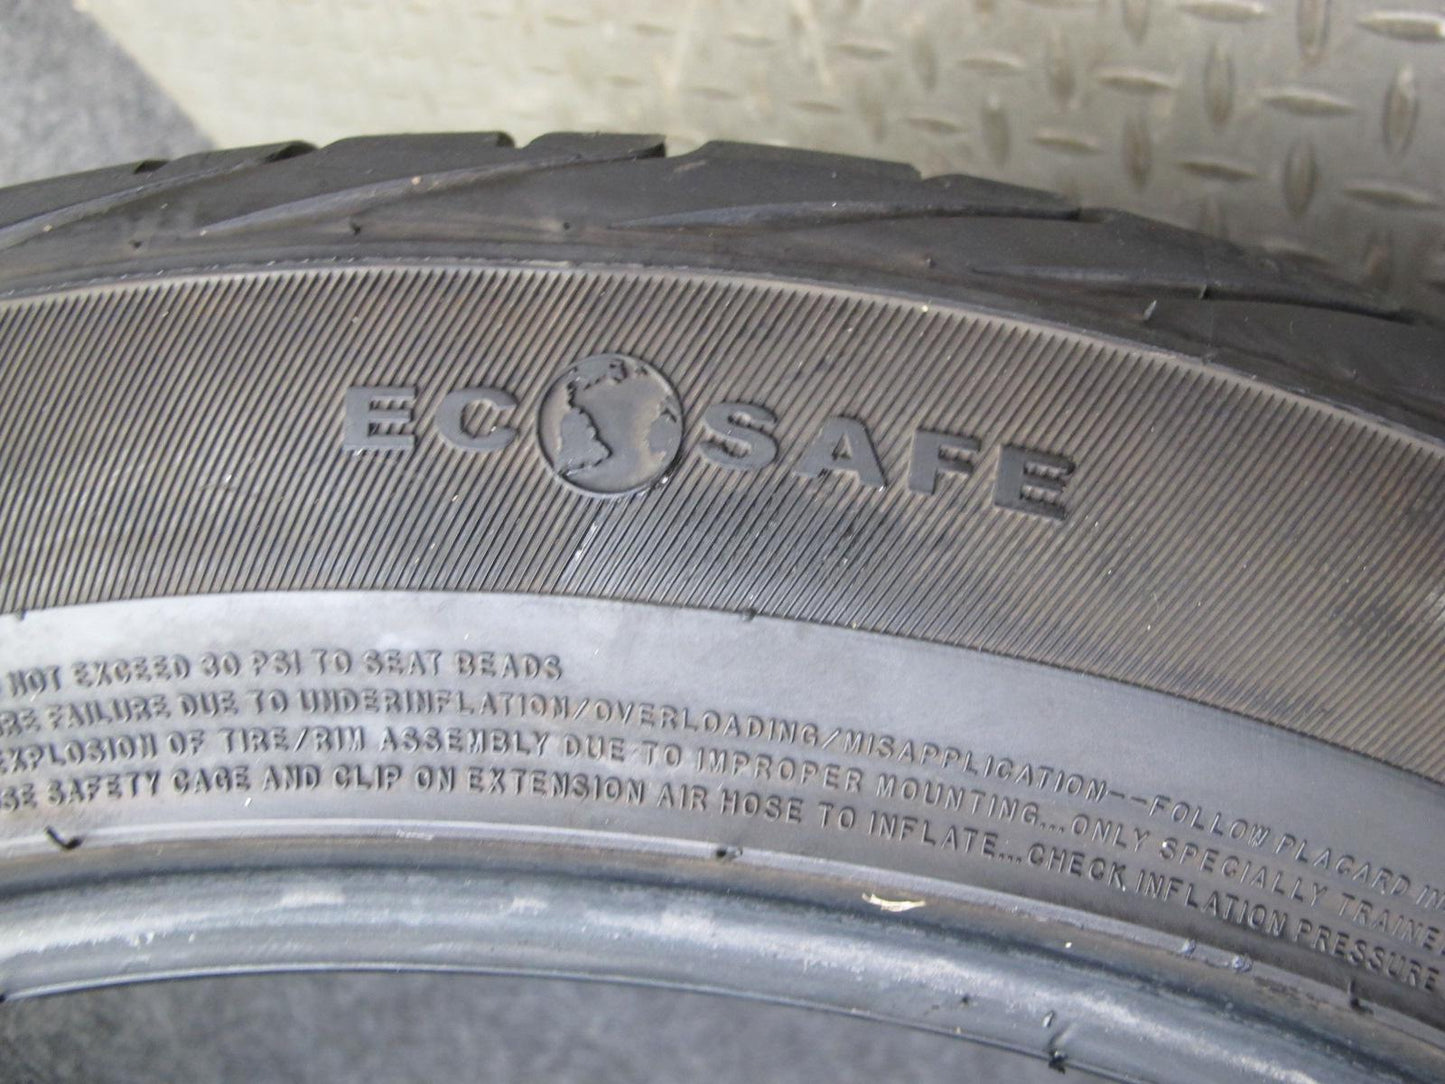 ECOSAFE
NOT EXCEED 30 PSI TO SEAT BEADS
FAILURE DUE TO UNDERINFLATION/OVERLOADING/MISAPPLICATION--FOLLOW PLACARD IN
EXPLOSION OF TIRE/RIM ASSEMBLY DUE TO IMPROPER MOUNTING...ONLY SPECIALLY TRAINE
SE SAFETY CAGE AND CLIP ON EXTENSION AIR HOSE TO INFLATE...CHECK INFLATION PRESSURE